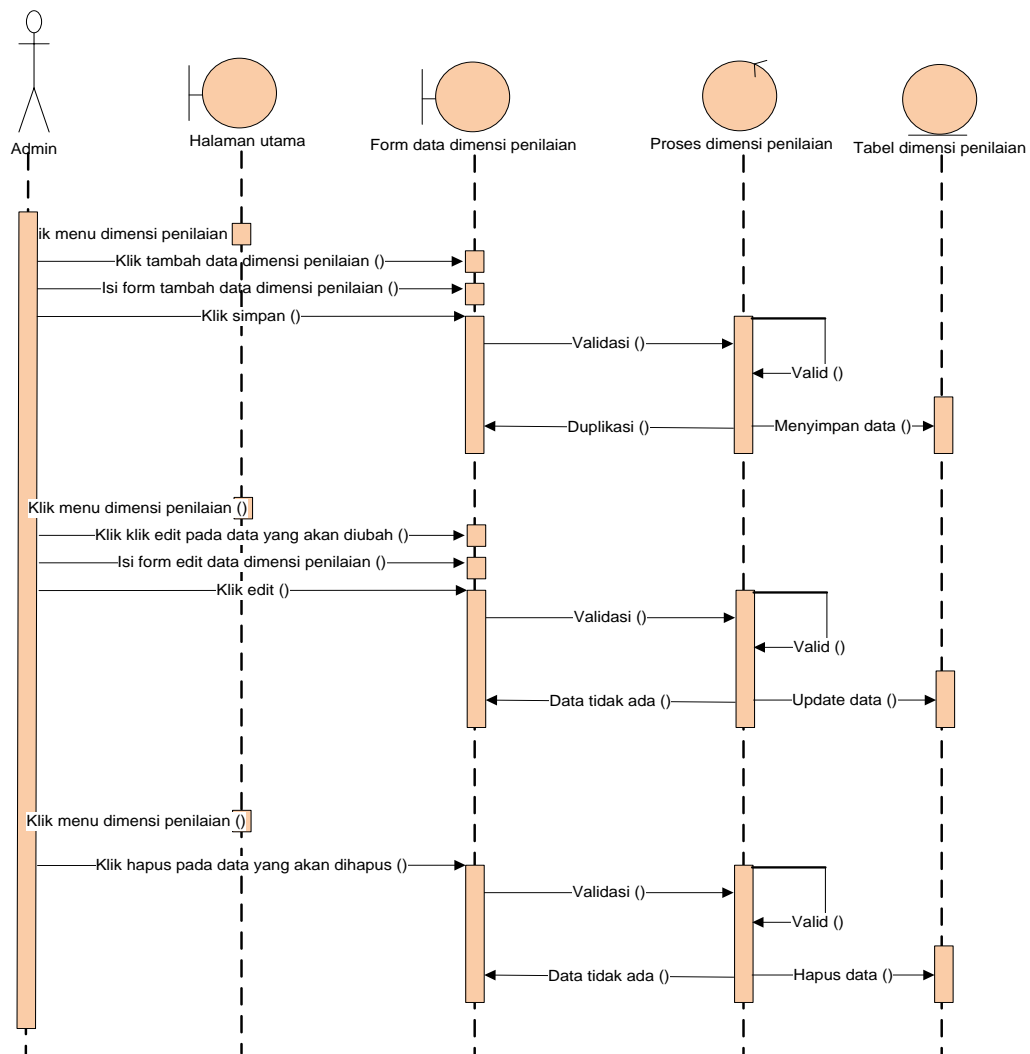 Admin
Halaman utama
Form data dimensi penilaian
Proses dimensi penilaian
Tabel dimensi penilaian
ik menu dimensi penilaian
Klik tambah data dimensi penilaian ()
Isi form tambah data dimensi penilaian ()
Klik simpan ()
Validasi ()
Valid ()
Duplikasi ()
Menyimpan data ()
Klik menu dimensi penilaian ()
Klik klik edit pada data yang akan diubah ()
Isi form edit data dimensi penilaian ()
Klik edit ()
Validasi ()
Valid ()
Data tidak ada ()
Update data ()
Klik menu dimensi penilaian ()
Klik hapus pada data yang akan dihapus ()
Validasi ()
Valid ()
Data tidak ada ()
Hapus data ()